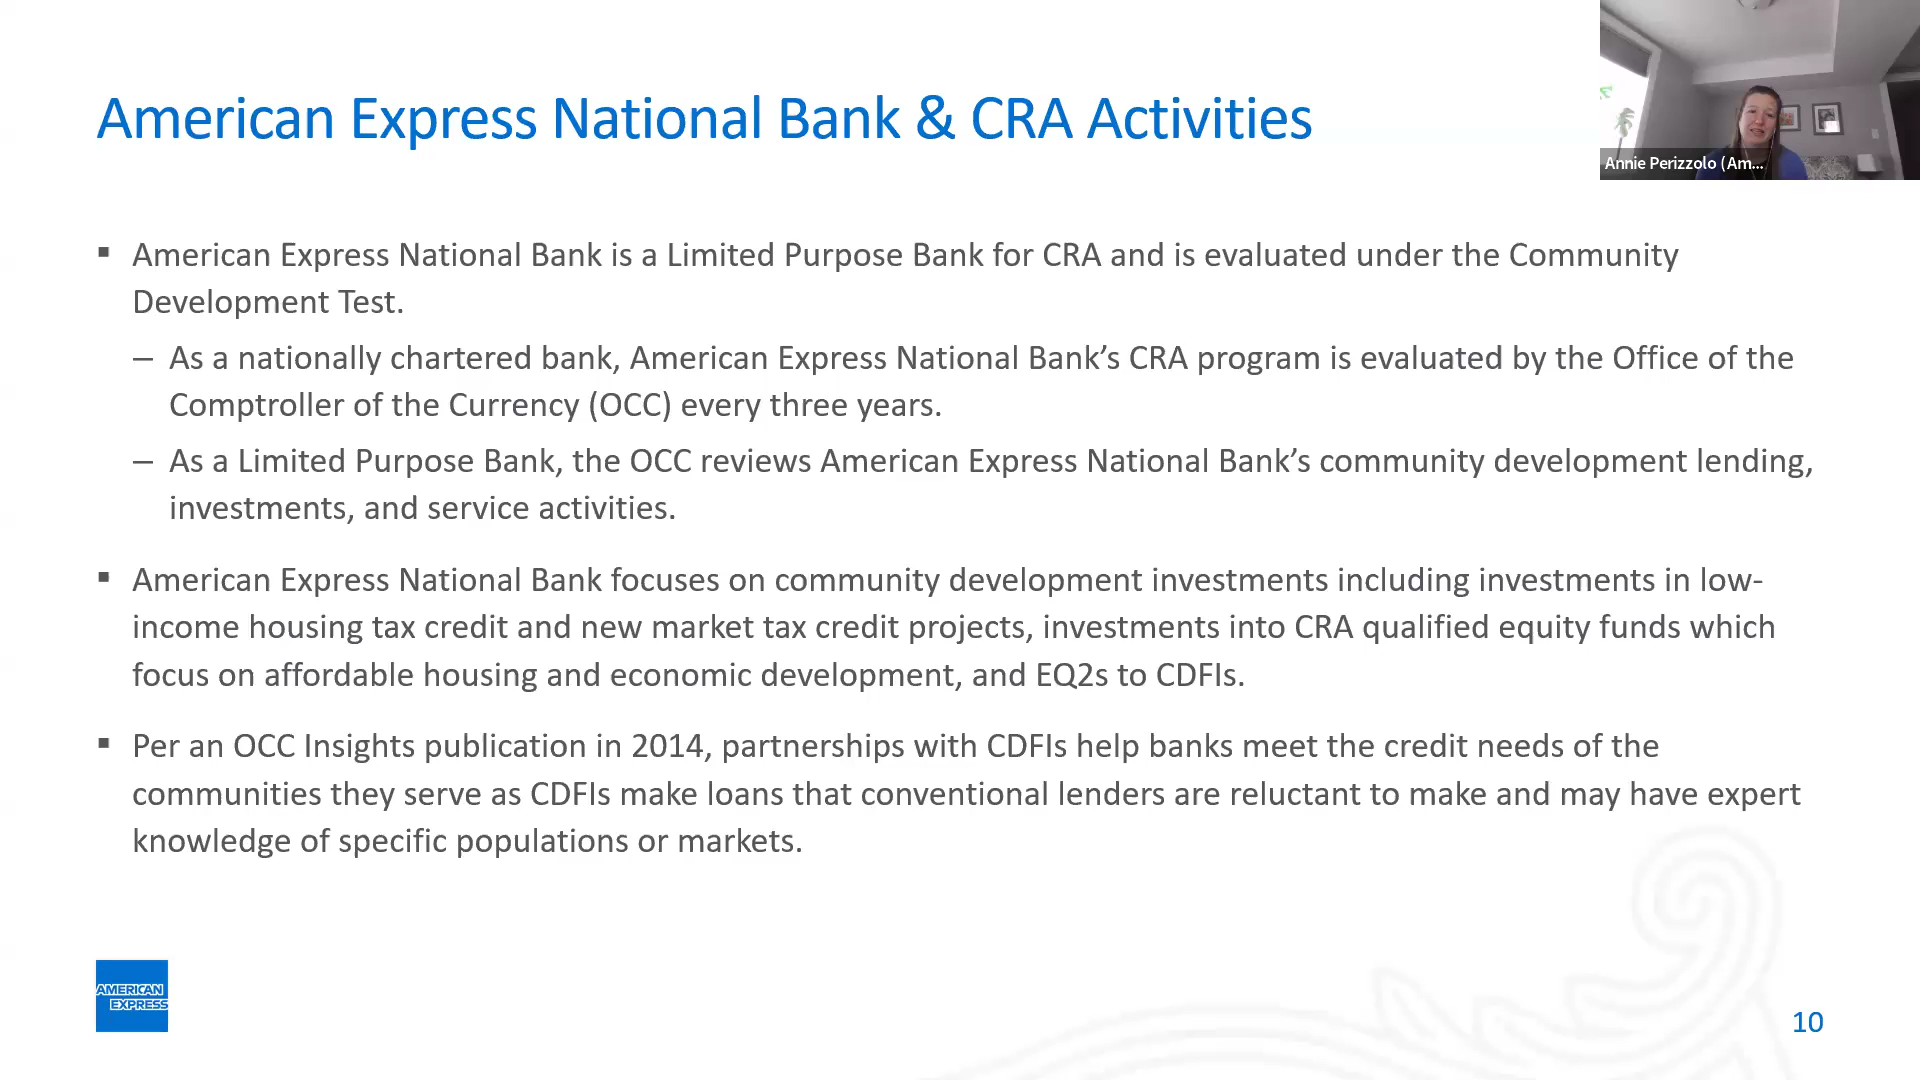 American Express National Bank & CRA Activities
Annie Perizzolo (Am...
▪ American Express National Bank is a Limited Purpose Bank for CRA and is evaluated under the Community
Development Test.
– As a nationally chartered bank, American Express National Bank’s CRA program is evaluated by the Office of the
Comptroller of the Currency (OCC) every three years.
– As a Limited Purpose Bank, the OCC reviews American Express National Bank’s community development lending,
investments, and service activities.
▪ American Express National Bank focuses on community development investments including investments in low-
income housing tax credit and new market tax credit projects, investments into CRA qualified equity funds which
focus on affordable housing and economic development, and EQ2s to CDFIs.
▪ Per an OCC Insights publication in 2014, partnerships with CDFIs help banks meet the credit needs of the
communities they serve as CDFIs make loans that conventional lenders are reluctant to make and may have expert
knowledge of specific populations or markets.
AMERICAN
EXPRESS
10